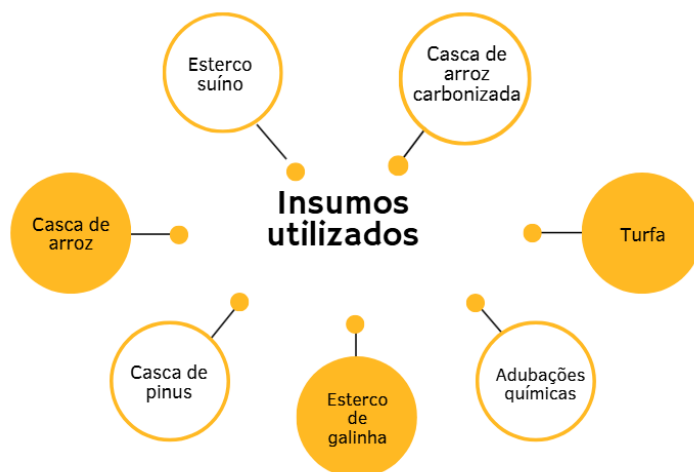 Esterco
suíno
Casca de
arroz
carbonizada
Insumos
utilizados
Casca de
arroz
Turfa
Casca de
pinus
Esterco
de
galinha
Adubações
químicas